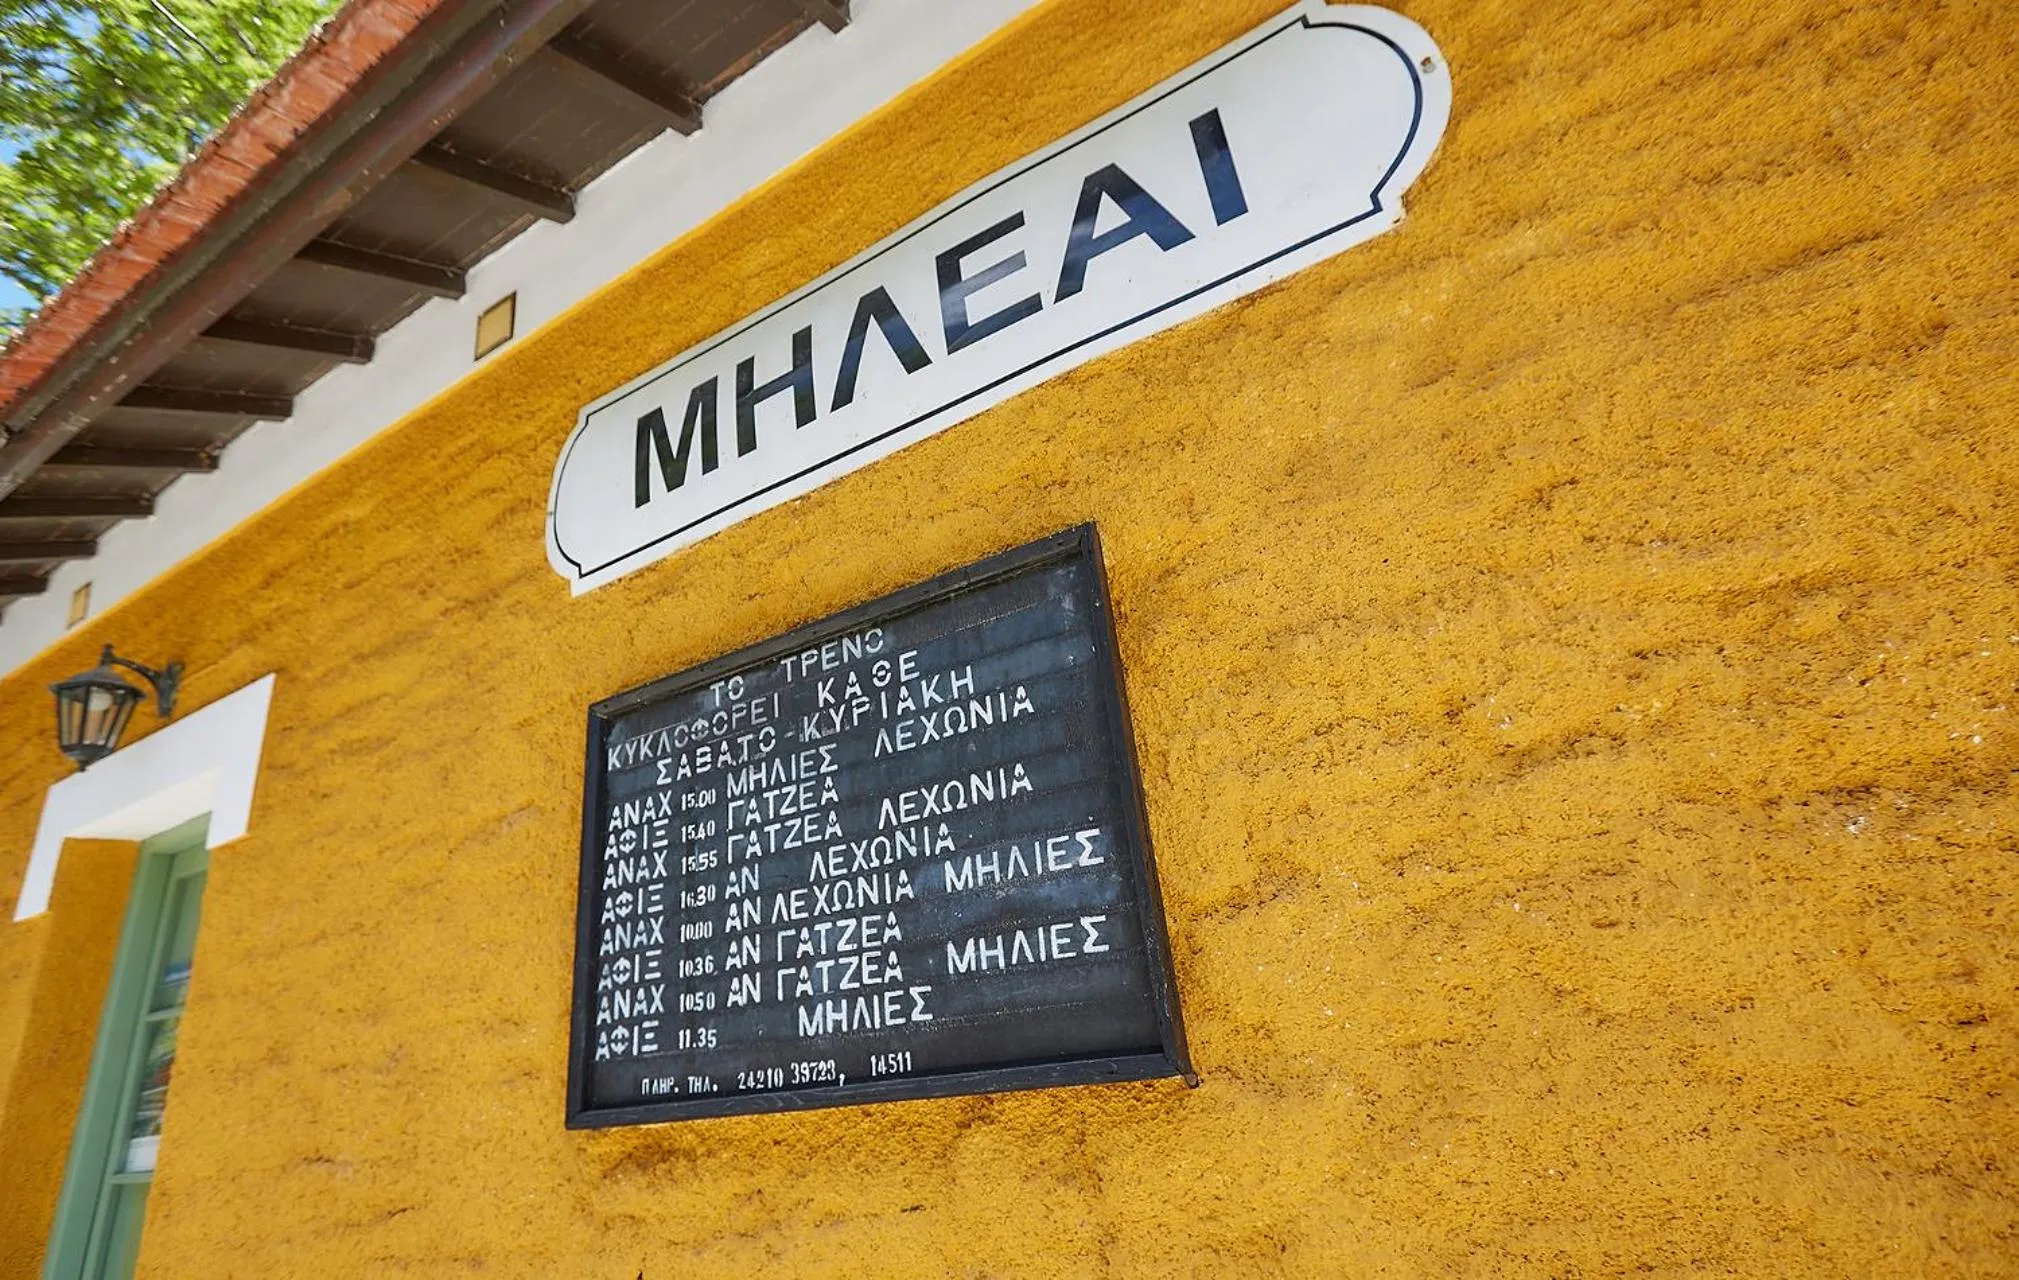 ΜΗΛΕΑΙ
ΤΟ ΤΡΕΝΟ
ΚΥΚΛΟΦΟΡΕΙ ΚΑΘΕ
ΣΑΒΑΤΟ-ΚΥΡΙΑΚΗ
ΑΝΑΧ 15.00 ΜΗΛΙΕΣ ΛΕΧΩΝΙΑ
ΑΦΙΞ 15.40 ΓΑΤΖΕΑ
ΑΝΑΧ 15.55 ΓΑΤΖΕΑ ΛΕΧΩΝΙΑ
ΑΦΙΞ 16.30 ΑΝ ΛΕΧΩΝΙΑ
ΑΝΑΧ 10.00 ΑΝ ΛΕΧΩΝΙΑ ΜΗΛΙΕΣ
ΑΦΙΞ 10.36 ΑΝ ΓΑΤΖΕΑ
ΑΝΑΧ 10.50 ΑΝ ΓΑΤΖΕΑ ΜΗΛΙΕΣ
ΑΦΙΞ 11.35 ΜΗΛΙΕΣ
ΠΛΗΡ. ΤΗΛ. 24210 39723, 14511